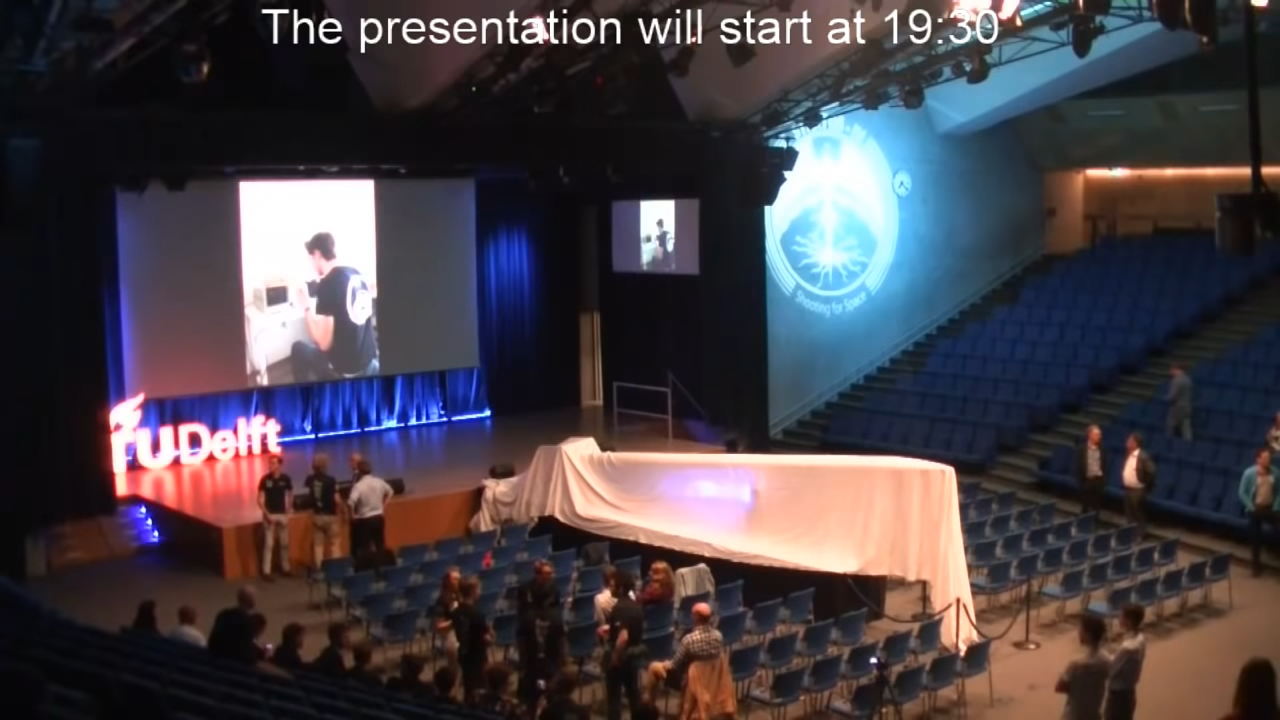 The presentation will start at 19:30
TUDelft
Shooting for Space